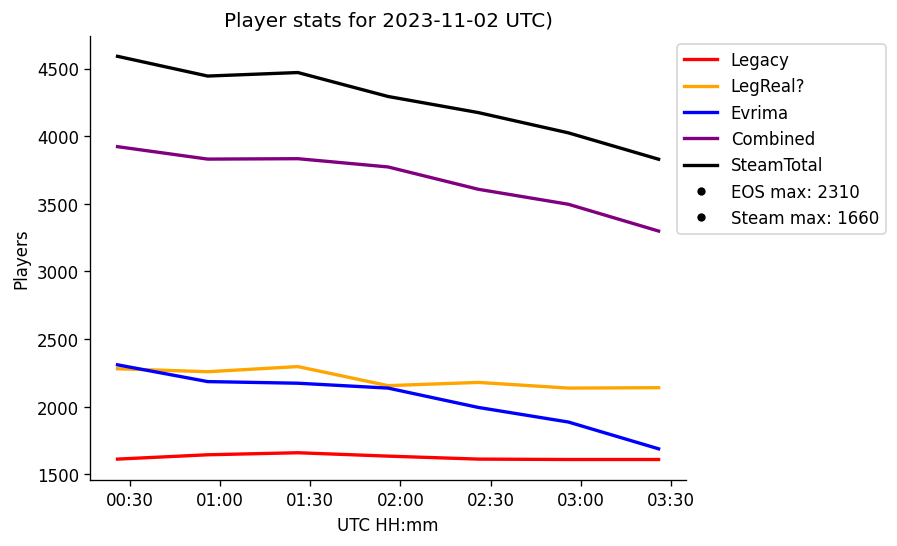 Player stats for 2023-11-02 UTC)
Legacy
LegReal?
Evrima
Combined
SteamTotal
EOS max: 2310
Steam max: 1660
Players
4500
4000
3500
3000
2500
2000
1500
00:30 01:00 01:30 02:00 02:30 03:00 03:30
UTC HH:mm